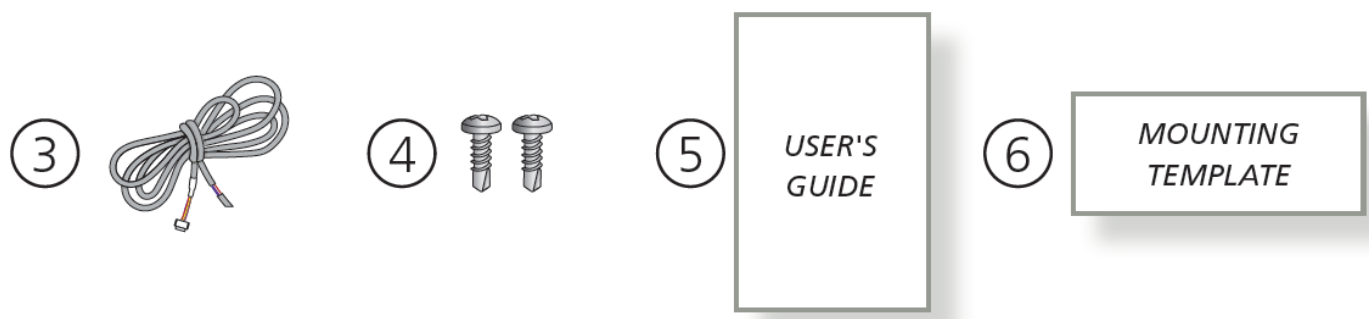 3
4
5
USER'S
GUIDE
6
MOUNTING
TEMPLATE